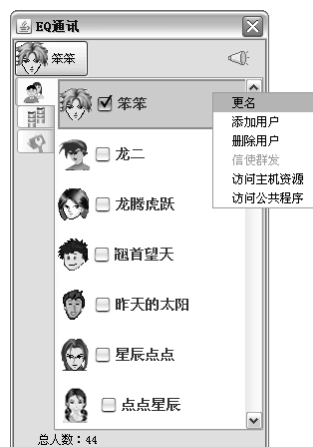 EQ通讯
笨笨
笨笨
更名
添加用户
删除用户
信使群发
访问主机资源
访问公共程序
龙二
龙腾虎跃
翘首望天
昨天的太阳
星辰点点
点点星辰
总人数：44